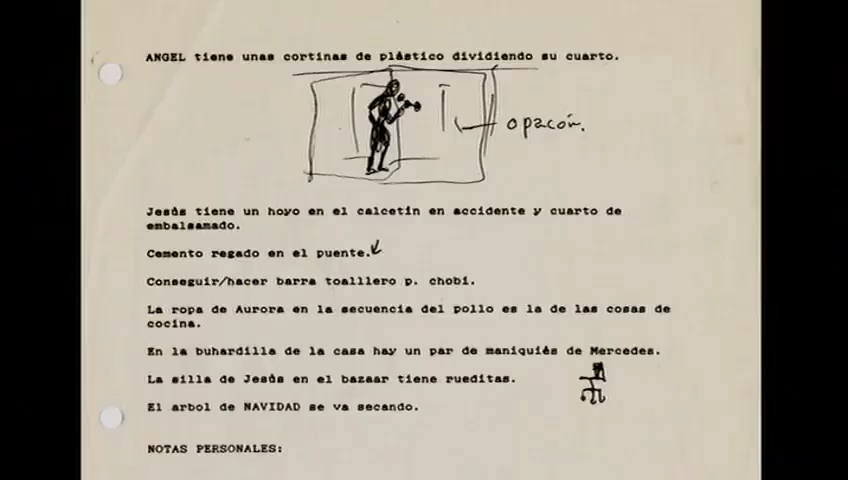 ANGEL tiene unas cortinas de plástico dividiendo su cuarto.
opacón.
Jesús tiene un hoyo en el calcetin en accidente y cuarto de
embalsamado.
Cemento regado en el puente.
Conseguir/hacer barra toalllero p. chobi.
La ropa de Aurora en la secuencia del pollo es la de las cosas de
cocina.
En la buhardilla de la casa hay un par de maniquiés de Mercedes.
La silla de Jesús en el bazaar tiene rueditas.
El arbol de NAVIDAD se va secando.
NOTAS PERSONALES: